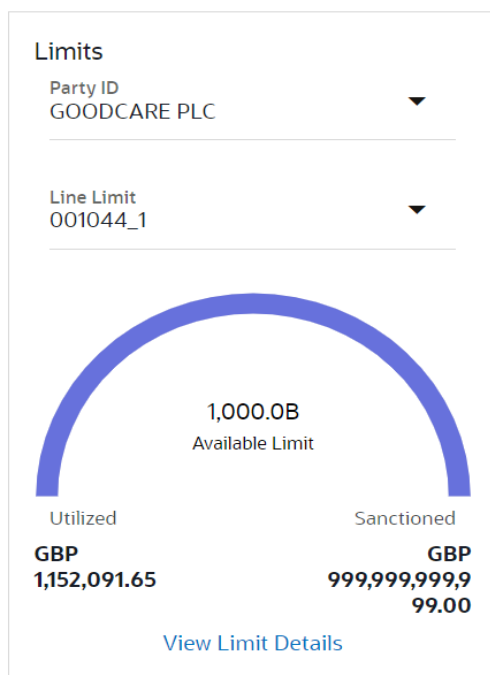 Limits
Party ID
GOODCARE PLC
Line Limit
001044_1
1,000.0B
Available Limit
Utilized Sanctioned
GBP GBP
1,152,091.65 999,999,999,9
99.00
View Limit Details